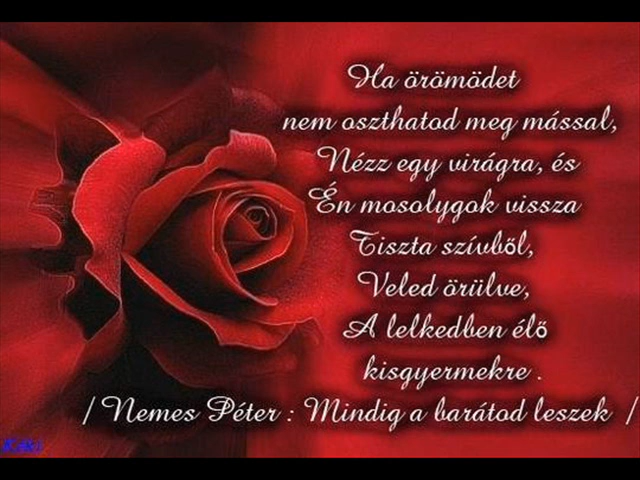 Ha örömödet
nem oszthatod meg mással,
Nézz egy virágra, és
Én mosolygok vissza
Tiszta szívből,
Veled örülve,
A lelkedben élő
kisgyermekre .
/ Nemes Péter : Mindig a barátod leszek /